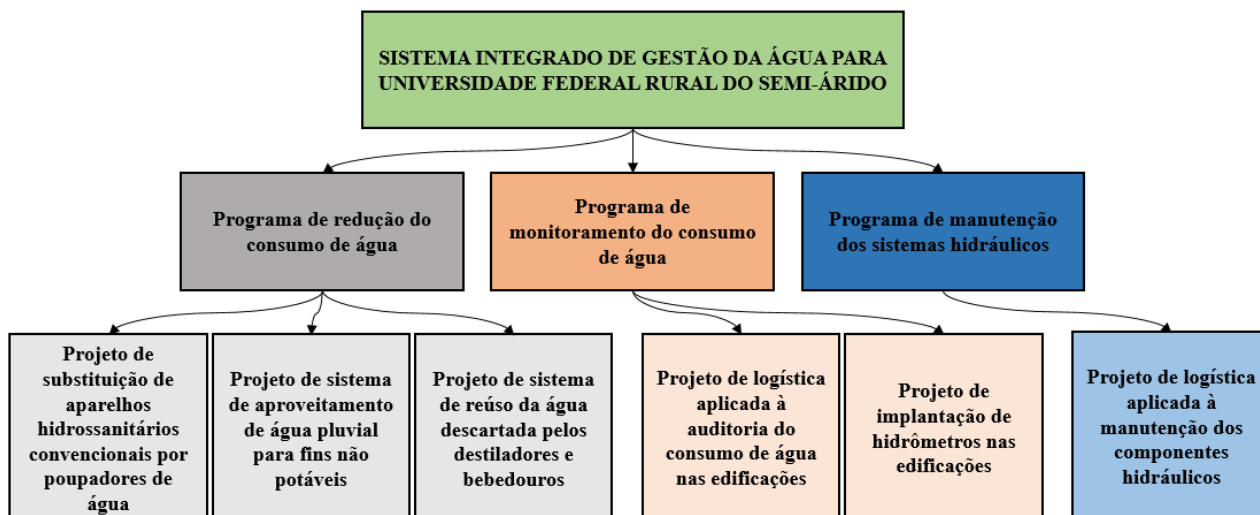 SISTEMA INTEGRADO DE GESTÃO DA ÁGUA PARA
UNIVERSIDADE FEDERAL RURAL DO SEMI-ÁRIDO
Programa de redução do
consumo de água
Programa de
monitoramento do consumo
de água
Programa de manutenção
dos sistemas hidráulicos
Projeto de
substituição de
aparelhos
hidrossanitários
convencionais por
poupadores de
água
Projeto de sistema
de aproveitamento
de água pluvial
para fins não
potáveis
Projeto de sistema
de reúso da água
descartada pelos
destiladores e
bebedouros
Projeto de logística
aplicada à
auditoria do
consumo de água
nas edificações
Projeto de
implantação de
hidrômetros nas
edificações
Projeto de logística
aplicada à
manutenção dos
componentes
hidráulicos